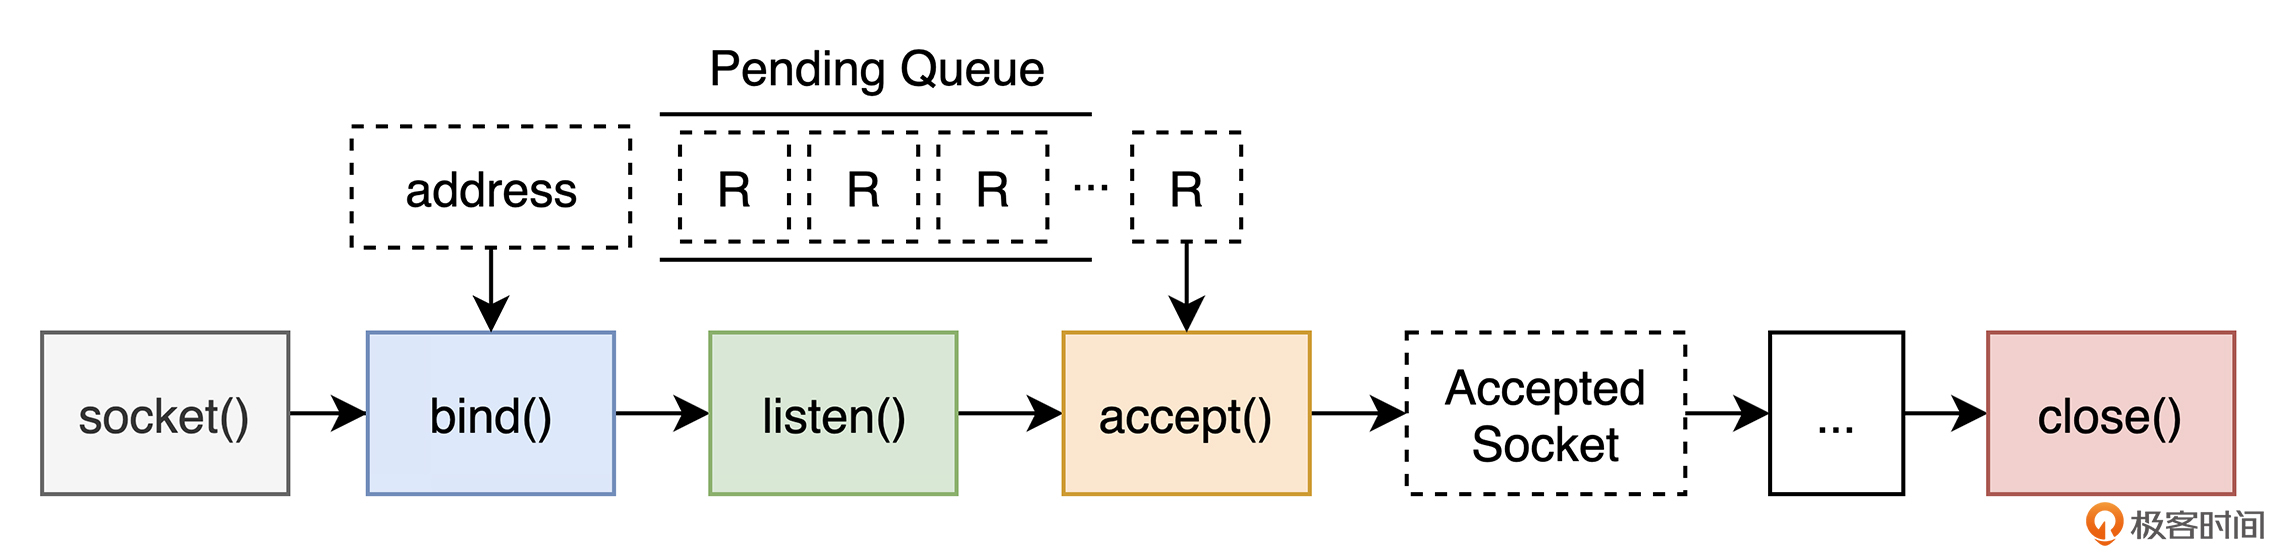 Pending Queue
address
R R R ... R
socket()
bind()
listen()
accept()
Accepted
Socket
...
close()
极客时间